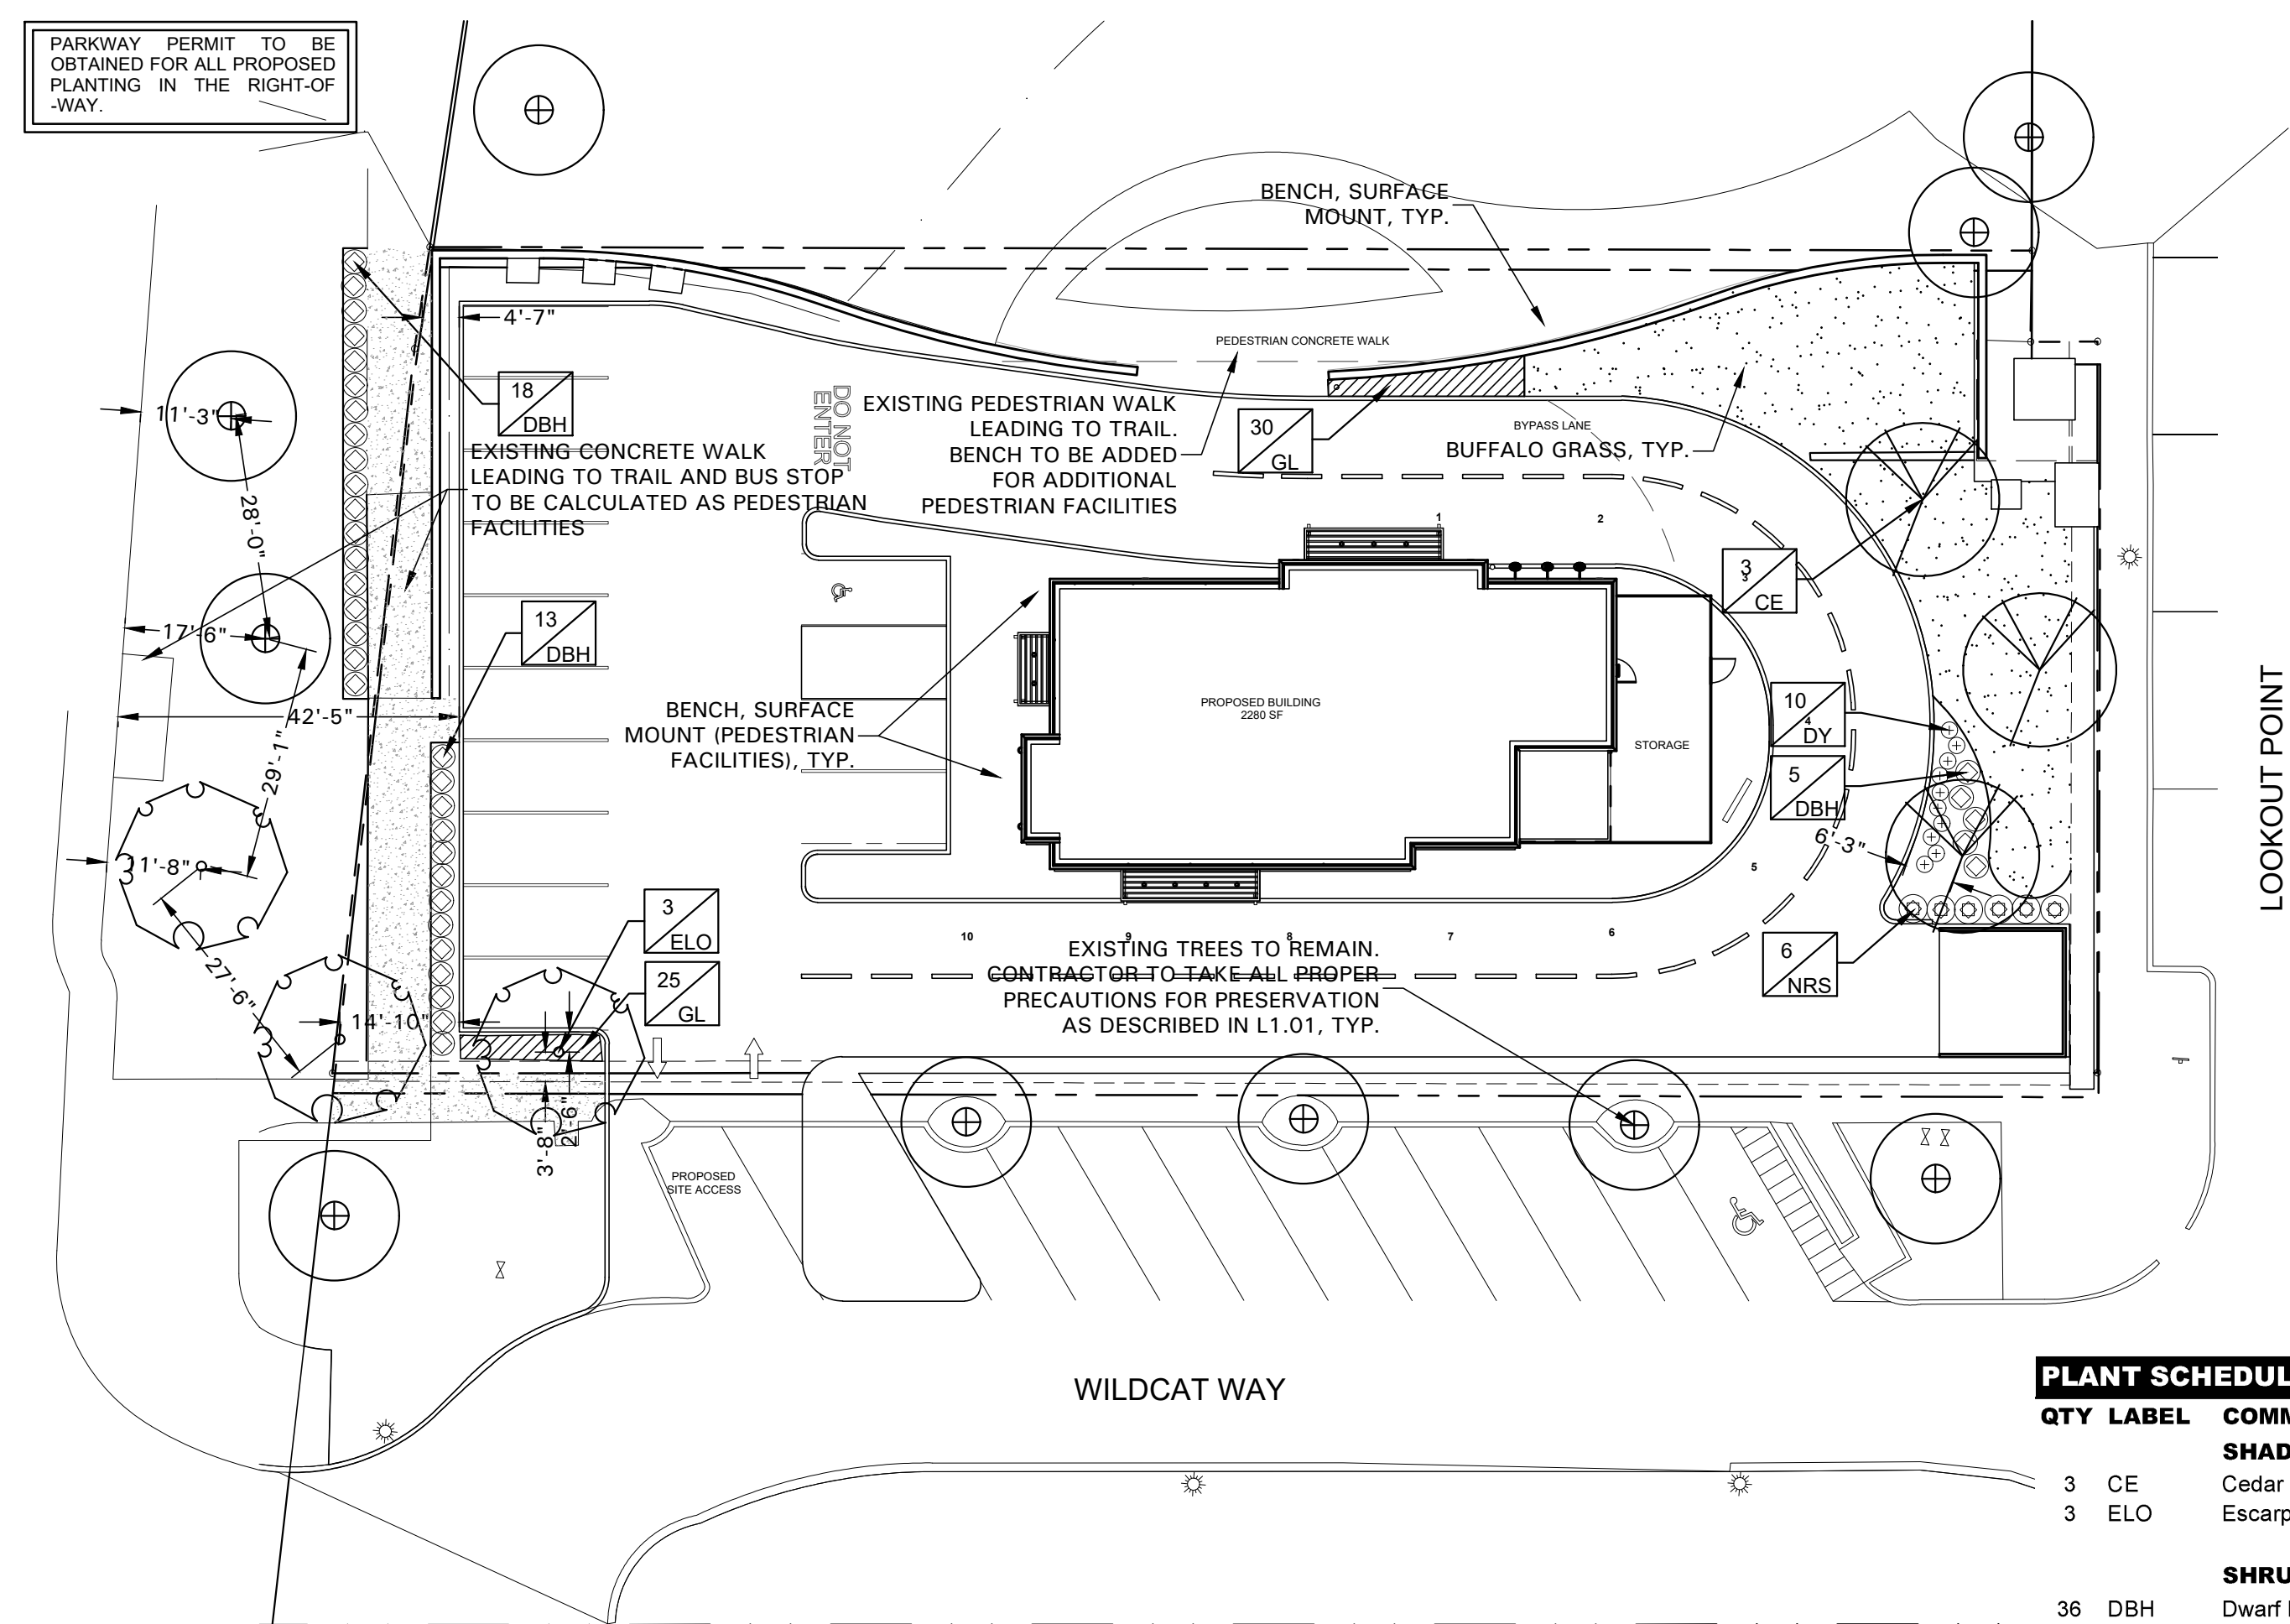 PARKWAY PERMIT TO BE
OBTAINED FOR ALL PROPOSED
PLANTING IN THE RIGHT-OF
-WAY.
BENCH, SURFACE
MOUNT, TYP.
4'-7"
PEDESTRIAN CONCRETE WALK
18
DBH
DO NOT
ENTER
EXISTING PEDESTRIAN WALK
LEADING TO TRAIL.
BENCH TO BE ADDED
FOR ADDITIONAL
PEDESTRIAN FACILITIES
30
GL
BYPASS LANE
BUFFALO GRASS, TYP.
11'-3"
EXISTING CONCRETE WALK
LEADING TO TRAIL AND BUS STOP
TO BE CALCULATED AS PEDESTRIAN
FACILITIES
28'-0"
1
2
3
3
CE
13
DBH
17'-6"
42'-5"
29'-1"
BENCH, SURFACE
MOUNT (PEDESTRIAN
FACILITIES), TYP.
PROPOSED BUILDING
2280 SF
STORAGE
10
4
DY
5
DBH
6'-3"
LOOKOUT POINT
11'-8"
5
3
ELO
25
GL
10
9
8
7
6
EXISTING TREES TO REMAIN.
CONTRACTOR TO TAKE ALL PROPER
PRECAUTIONS FOR PRESERVATION
AS DESCRIBED IN L1.01, TYP.
6
NRS
27'-6"
14'-10"
3'-8"
2'-6"
PROPOSED
SITE ACCESS
WILDCAT WAY
PLANT SCHEDUL
QTY LABEL COMM
SHAD
3 CE Cedar
3 ELO Escarp
SHRU
36 DBH Dwarf